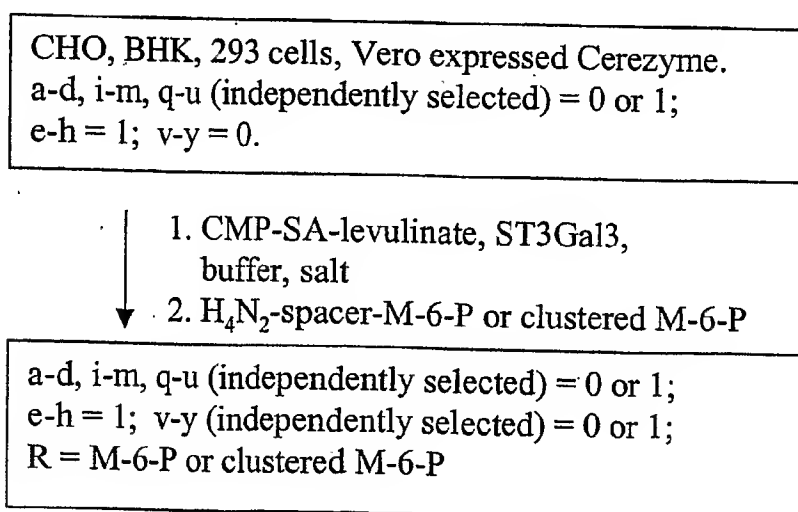 CHO, BHK, 293 cells, Vero expressed Cerezyme.
a-d, i-m, q-u (independently selected) = 0 or 1;
e-h = 1; v-y = 0.
1. CMP-SA-levulinate, ST3Gal3,
buffer, salt
2. H₄N₂-spacer-M-6-P or clustered M-6-P
a-d, i-m, q-u (independently selected) = 0 or 1;
e-h = 1; v-y (independently selected) = 0 or 1;
R = M-6-P or clustered M-6-P